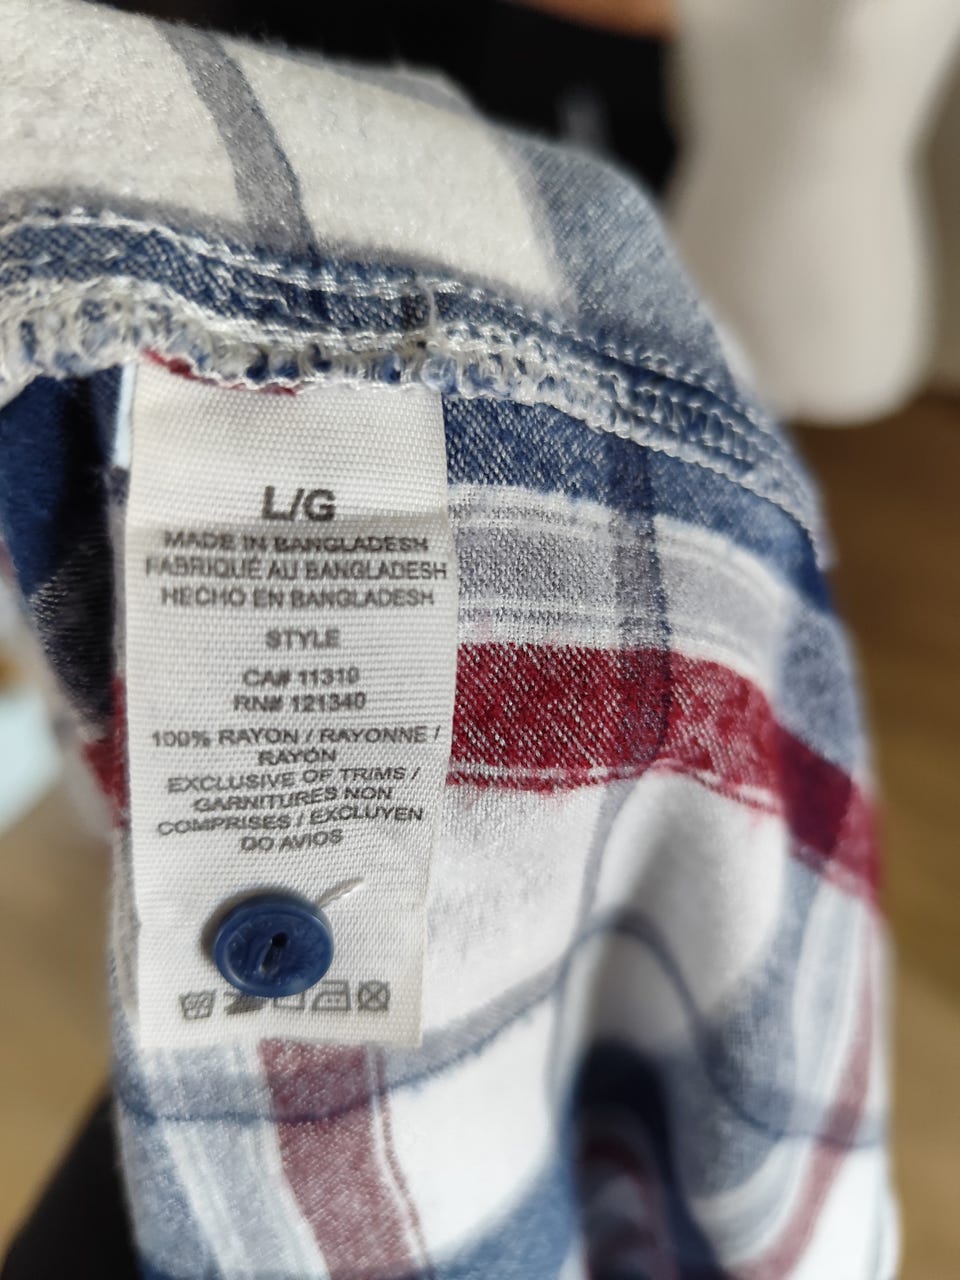 L/G
MADE IN BANGLADESH
FABRIQUÉ AU BANGLADESH
HECHO EN BANGLADESH
STYLE
CA# 11310
RN# 121340
100% RAYON / RAYONNE /
RAYON
EXCLUSIVE OF TRIMS /
GARNITURES NON
COMPRISES / EXCLUYEN
DO AVIOS